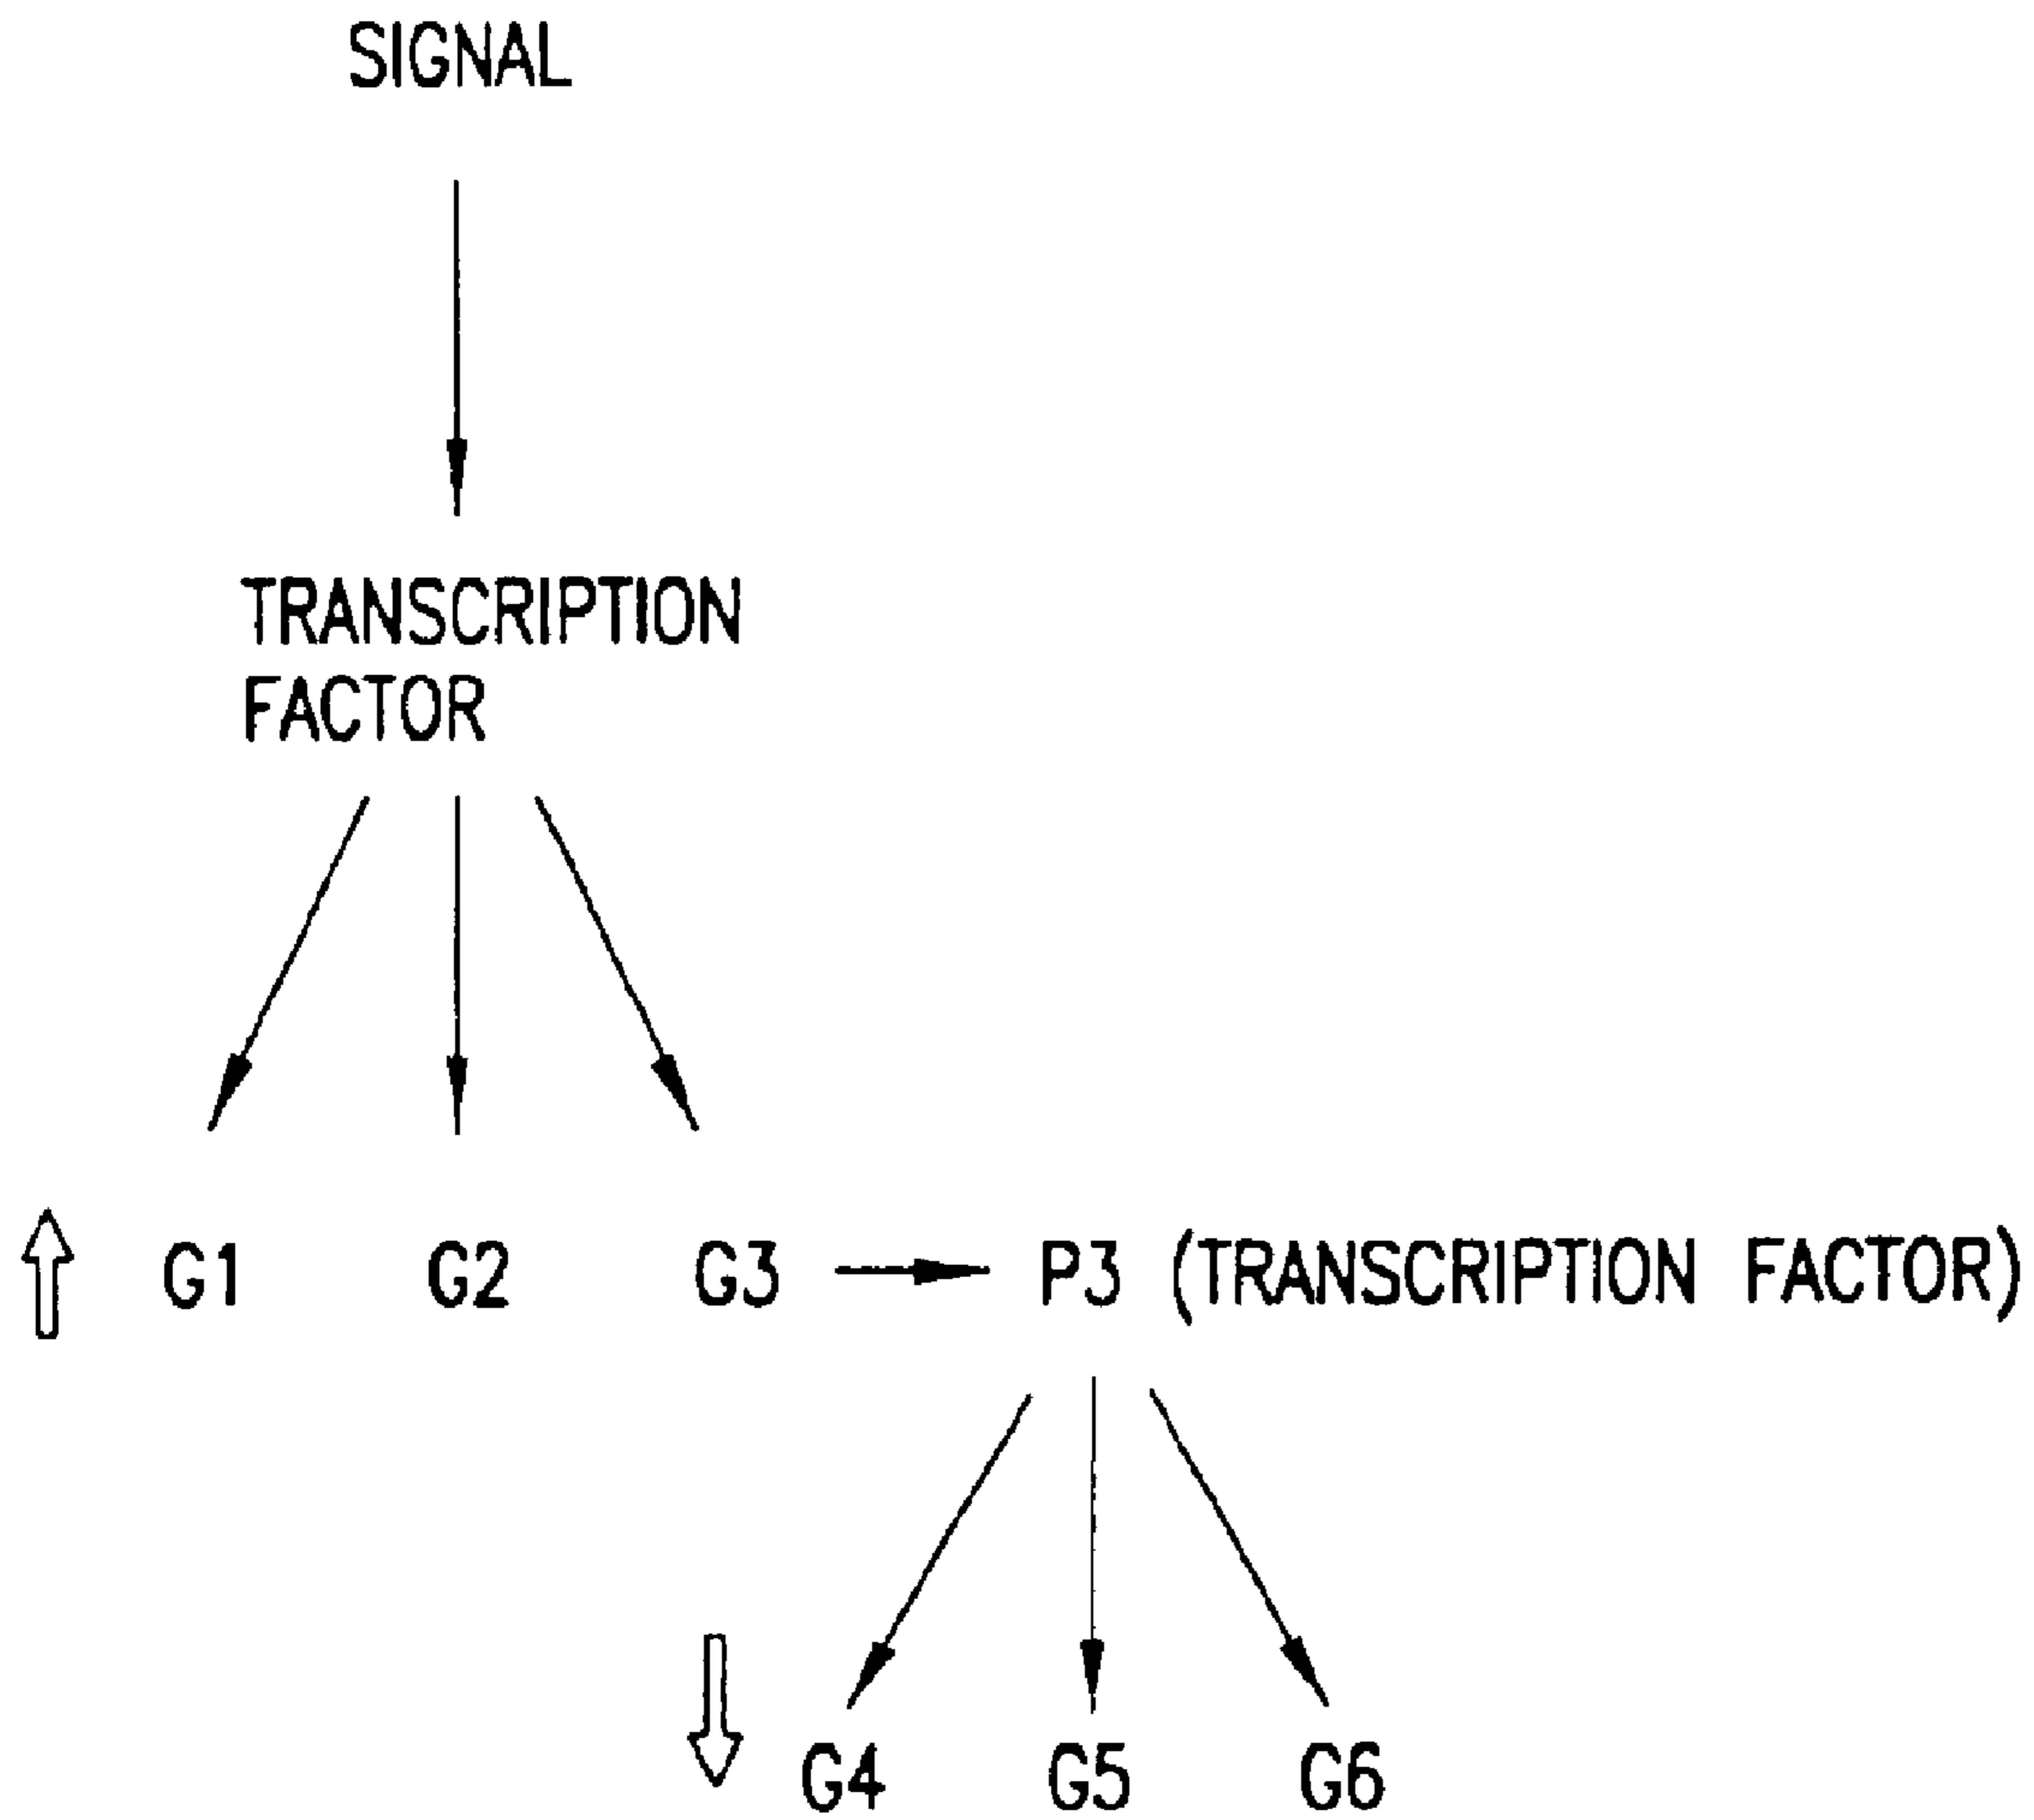 SIGNAL
TRANSCRIPTION
FACTOR
G1 G2 G3 P3 (TRANSCRIPTION FACTOR)
G4 G5 G6